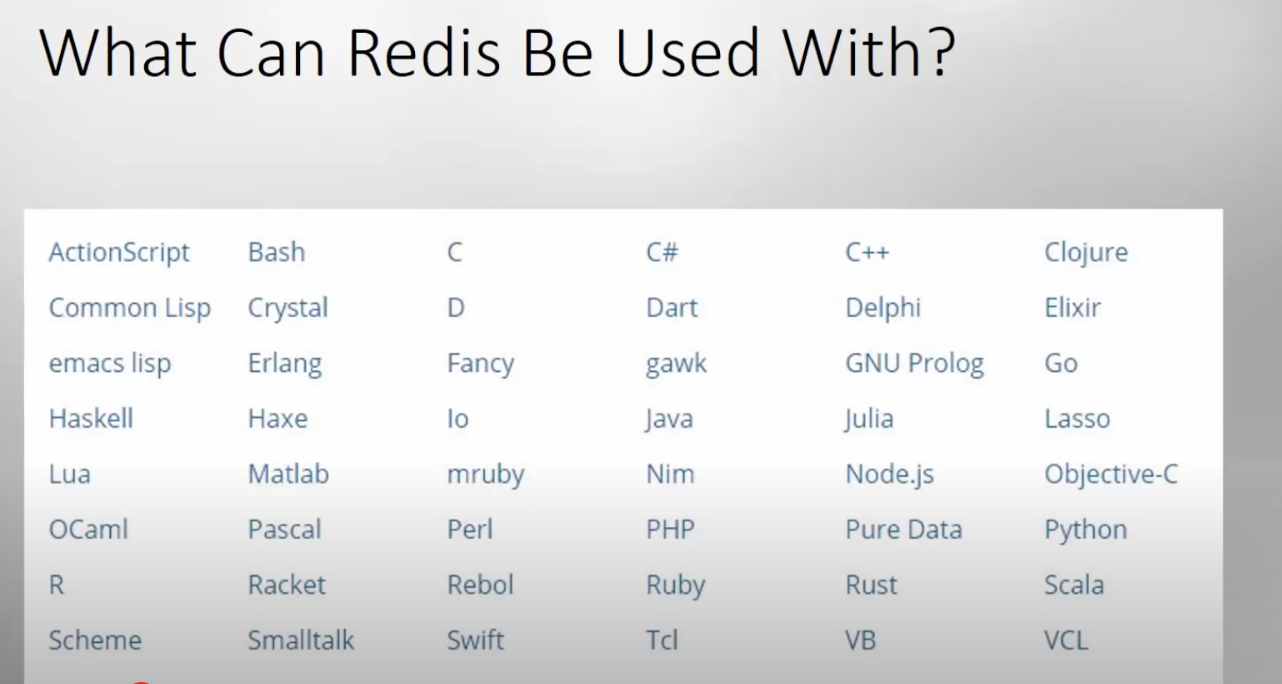 What Can Redis Be Used With?
ActionScript Bash C C# C++ Clojure
Common Lisp Crystal D Dart Delphi Elixir
emacs lisp Erlang Fancy gawk GNU Prolog Go
Haskell Haxe Io Java Julia Lasso
Lua Matlab mruby Nim Node.js Objective-C
OCaml Pascal Perl PHP Pure Data Python
R Racket Rebol Ruby Rust Scala
Scheme Smalltalk Swift Tcl VB VCL